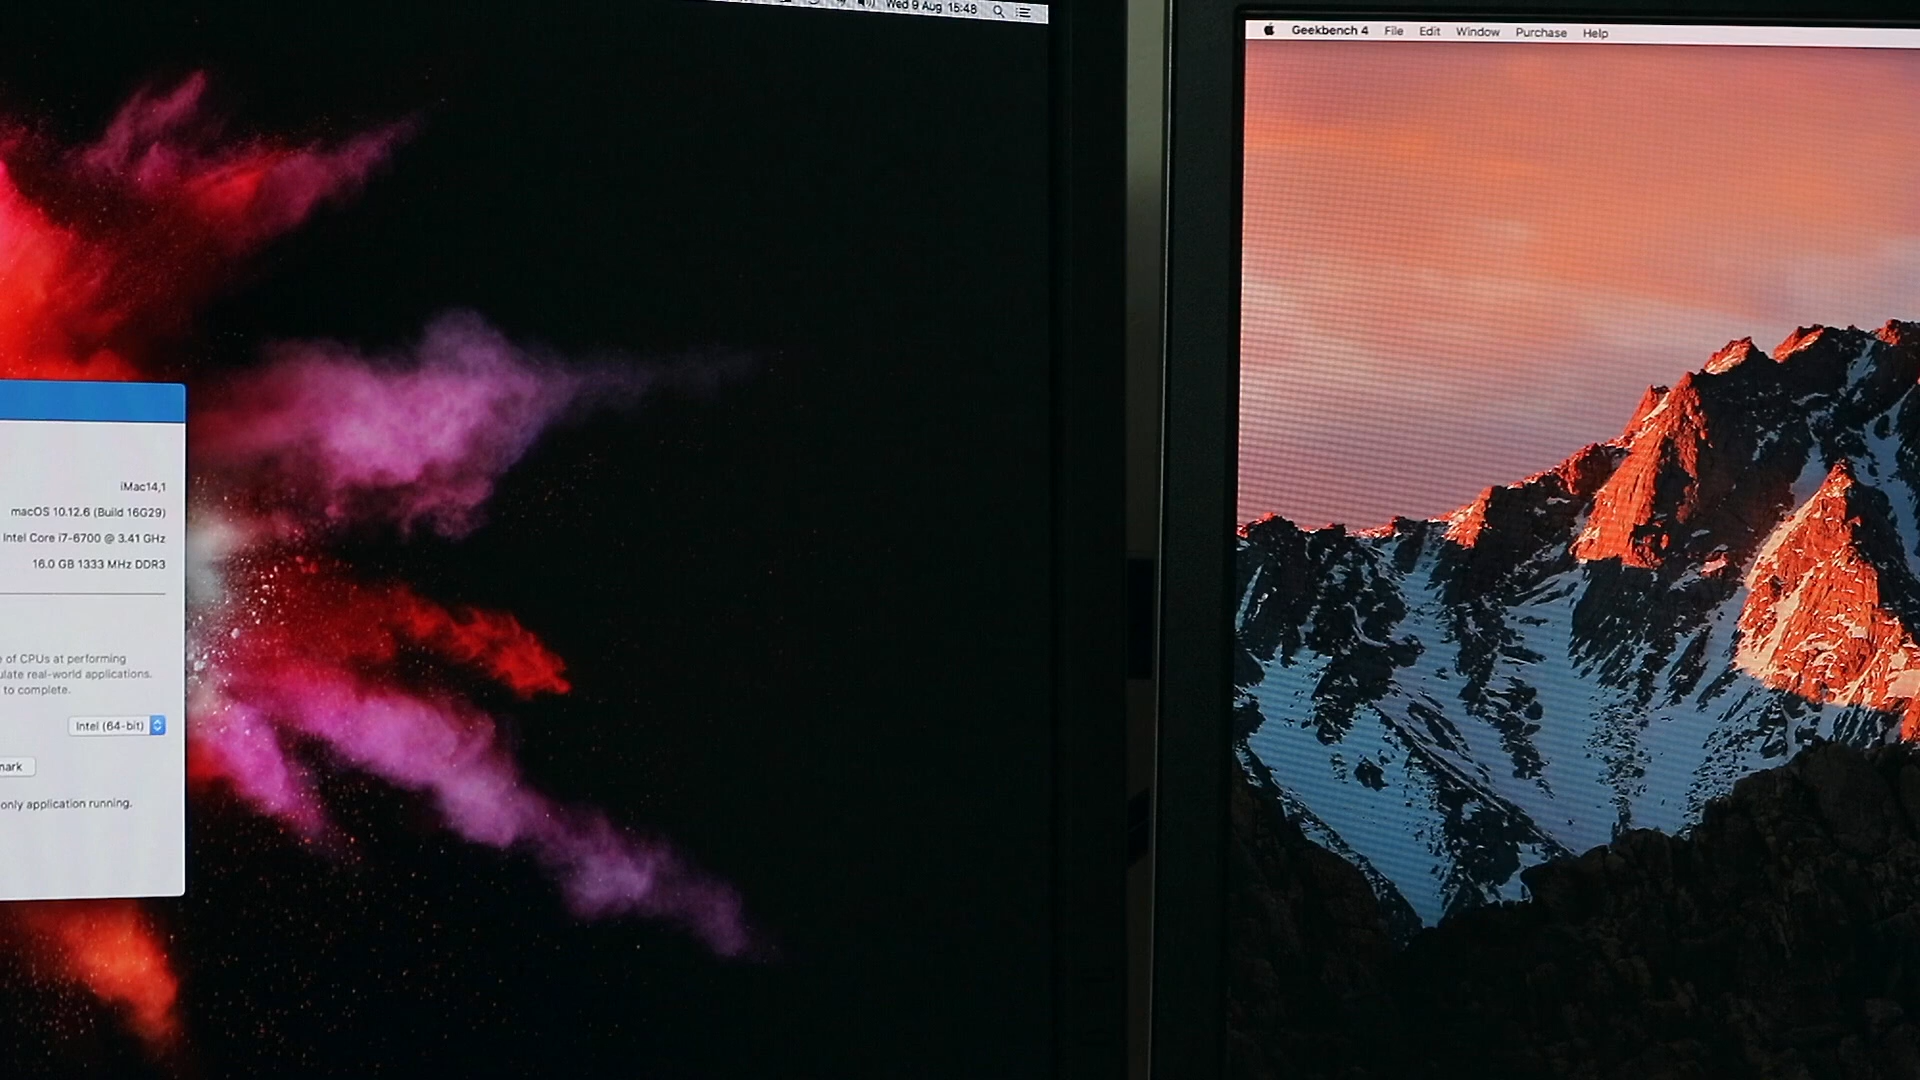 Wed 9 Aug 15:48
Geekbench 4 File Edit Window Purchase Help
iMac14,1
macOS 10.12.6 (Build 16G29)
Intel Core i7-6700 @ 3.41 GHz
16.0 GB 1333 MHz DDR3
of CPUs at performing
real-world applications.
to complete.
Intel (64-bit)
only application running.